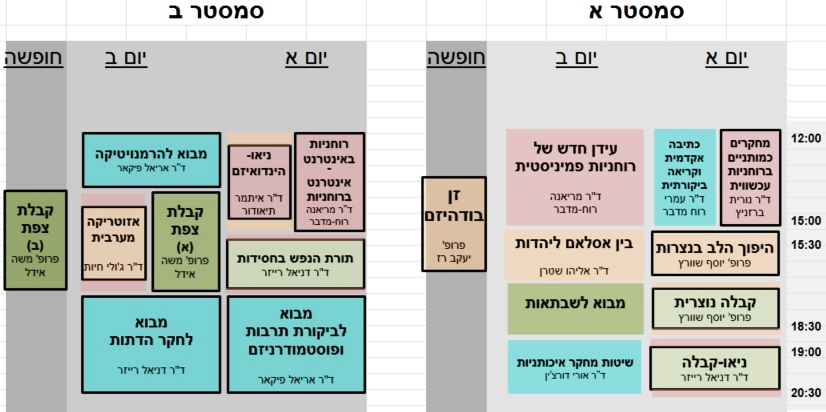 סמסטר א
יום א
יום ב
חופשה
12:00
15:00
15:30
18:30
19:00
20:30
מחקרים
כמותניים
ברוחניות
עכשווית
ד"ר נורית
ברזניץ
כתיבה
אקדמית
וקריאה
ביקורתית
ד"ר עמרי
רוח מדבר
עידן חדש של
רוחניות פמיניסטית
ד"ר מריאנה
רוח-מדבר
זן
בודהיזם
פרופ'
יעקב רז
היפוך הלב בנצרות
פרופ' יוסף שוורץ
בין אסלאם ליהדות
ד"ר אליהו שטרן
קבלה נוצרית
פרופ' יוסף שוורץ
מבוא לשבתאות
ניאו-קבלה
ד"ר דניאל רייזר
שיטות מחקר איכותניות
ד"ר אורי דורצ'ין
סמסטר ב
יום א
יום ב
חופשה
רוחניות
באינטרנט
-
אינטרנט
ברוחניות
ד"ר מריאנה
רוח-מדבר
ניאו-
הינדואיזם
ד"ר איתמר
תיאודור
מבוא להרמנויטיקה
ד"ר אריאל פיקאר
קבלת
צפת
(א)
פרופ' משה
אידל
אזוטריקה
מערבית
ד"ר ג'ולי חיות
קבלת
צפת
(ב)
פרופ' משה
אידל
תורת הנפש בחסידות
ד"ר דניאל רייזר
מבוא
לביקורת תרבות
ופוסטמודרניזם
ד"ר אריאל פיקאר
מבוא
לחקר הדתות
ד"ר דניאל רייזר